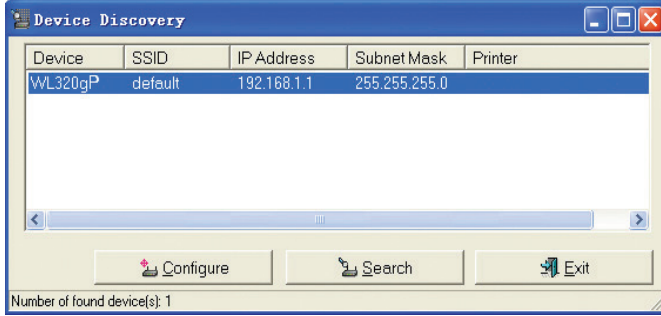 Device Discovery
Device SSID IP Address Subnet Mask Printer
WL320gP default 192.168.1.1 255.255.255.0
Configure Search Exit
Number of found device(s): 1